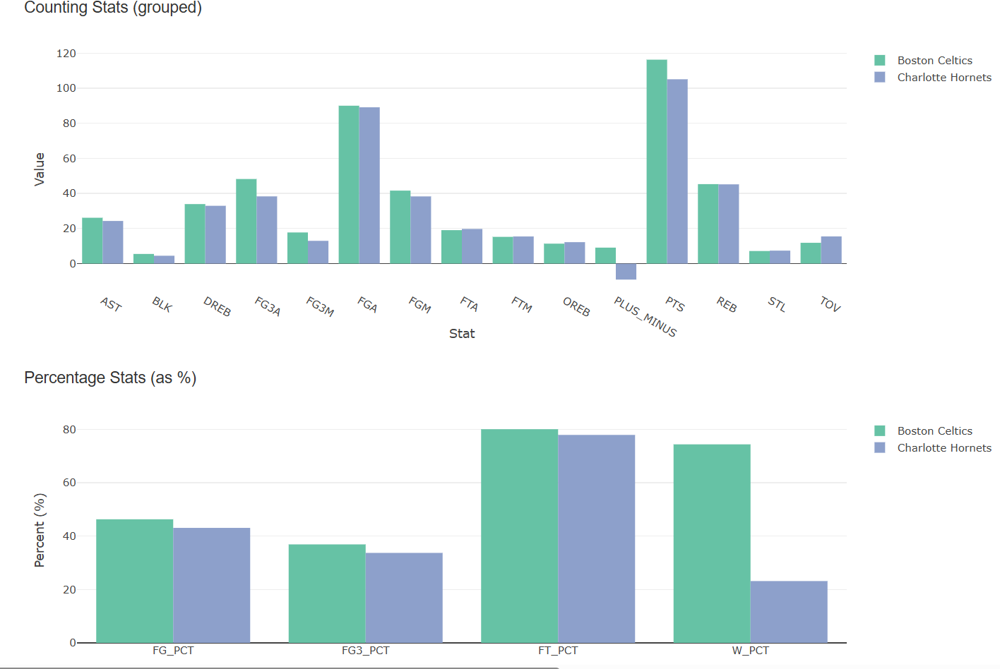 Counting Stats (grouped)
120
100
80
60
40
20
0
Value
AST
BLK
DREB
FG3A
FG3M
FGA
FGM
FTA
FTM
OREB
PLUS_MINUS
PTS
REB
STL
TOV
Stat
Boston Celtics
Charlotte Hornets
Percentage Stats (as %)
80
60
40
20
0
Percent (%)
FG_PCT
FG3_PCT
FT_PCT
W_PCT
Boston Celtics
Charlotte Hornets